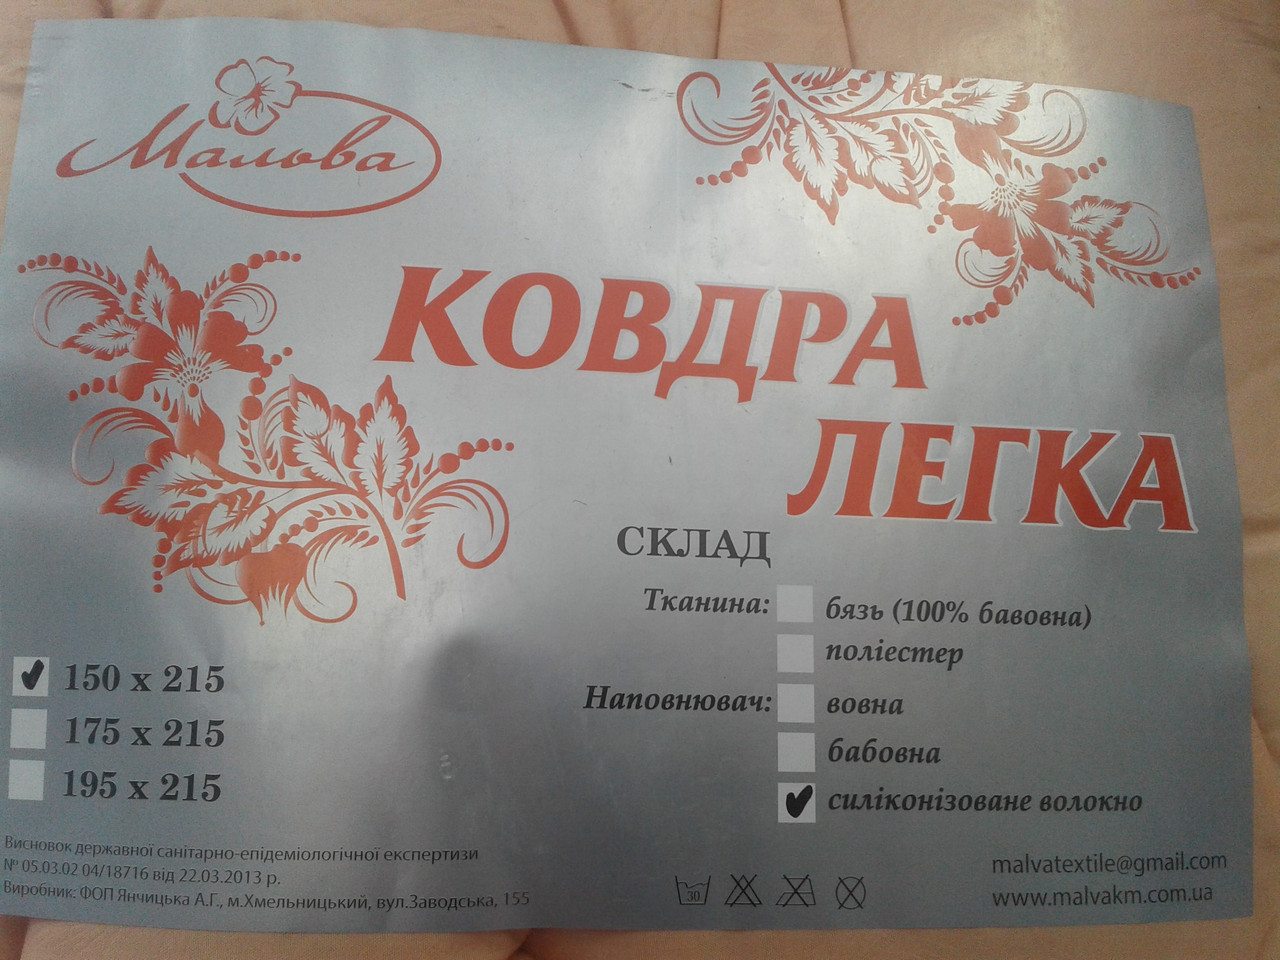 Мальва
КОВДРА
ЛЕГКА
СКЛАД
Тканина: бязь (100% бавовна)
поліестер
Наповнювач: вовна
бабовна
силіконізоване волокно
150 x 215
175 x 215
195 x 215
Висновок державної санітарно-епідеміологічної експертизи
№ 05.03.02 04/18716 від 22.03.2013 р.
Виробник: ФОП Янчицька А.Г., м.Хмельницький, вул.Заводська, 155
30
malvatextile@gmail.com
www.malvakm.com.ua